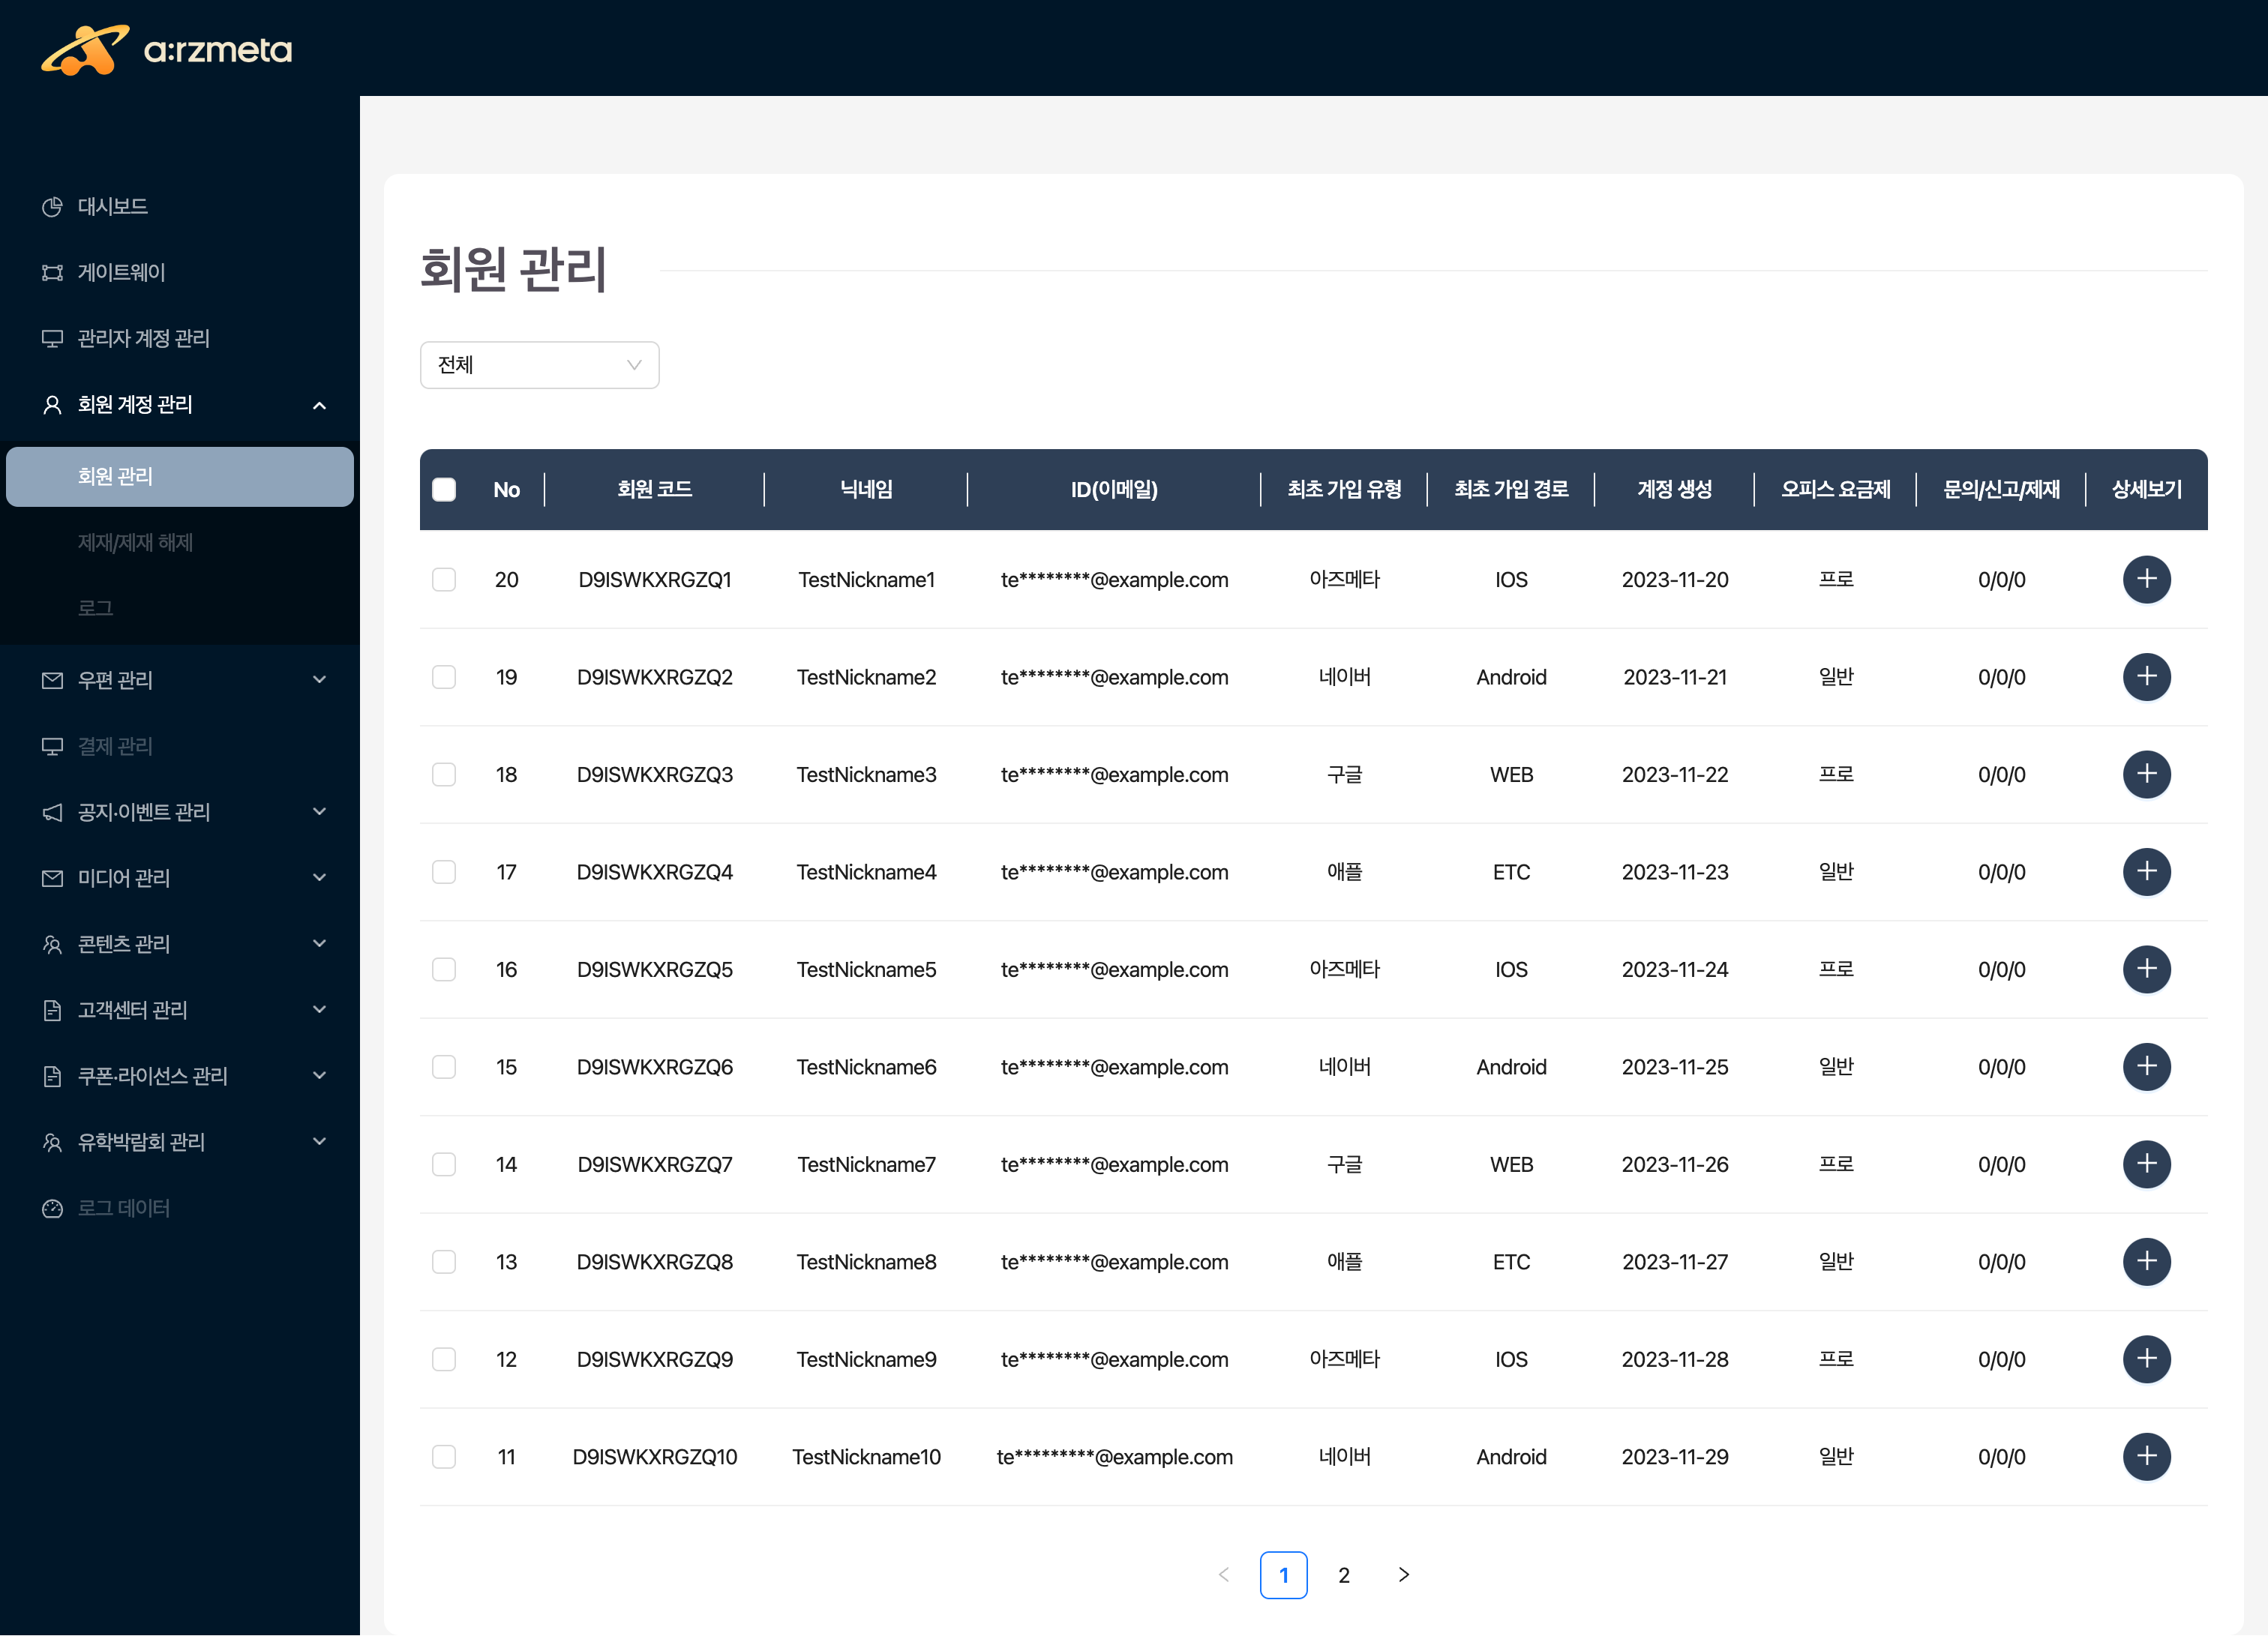 a:rzmeta
대시보드
게이트웨이
관리자 계정 관리
회원 계정 관리
회원 관리
제재/제재 해제
로그
우편 관리
결제 관리
공지·이벤트 관리
미디어 관리
콘텐츠 관리
고객센터 관리
쿠폰·라이선스 관리
유학박람회 관리
로그 데이터
회원 관리
전체
No 회원 코드 닉네임 ID(이메일) 최초 가입 유형 최초 가입 경로 계정 생성 오피스 요금제 문의/신고/제재 상세보기
20 D9ISWKXRGZQ1 TestNickname1 te********@example.com 아즈메타 IOS 2023-11-20 프로 0/0/0
19 D9ISWKXRGZQ2 TestNickname2 te********@example.com 네이버 Android 2023-11-21 일반 0/0/0
18 D9ISWKXRGZQ3 TestNickname3 te********@example.com 구글 WEB 2023-11-22 프로 0/0/0
17 D9ISWKXRGZQ4 TestNickname4 te********@example.com 애플 ETC 2023-11-23 일반 0/0/0
16 D9ISWKXRGZQ5 TestNickname5 te********@example.com 아즈메타 IOS 2023-11-24 프로 0/0/0
15 D9ISWKXRGZQ6 TestNickname6 te********@example.com 네이버 Android 2023-11-25 일반 0/0/0
14 D9ISWKXRGZQ7 TestNickname7 te********@example.com 구글 WEB 2023-11-26 프로 0/0/0
13 D9ISWKXRGZQ8 TestNickname8 te********@example.com 애플 ETC 2023-11-27 일반 0/0/0
12 D9ISWKXRGZQ9 TestNickname9 te********@example.com 아즈메타 IOS 2023-11-28 프로 0/0/0
11 D9ISWKXRGZQ10 TestNickname10 te*********@example.com 네이버 Android 2023-11-29 일반 0/0/0
1 2